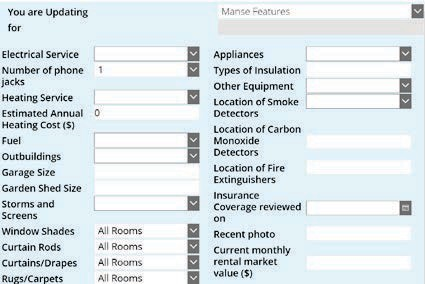 You are Updating
Manse Features
for
Electrical Service
Number of phone
jacks
1
Heating Service
Estimated Annual
Heating Cost ($)
0
Fuel
Outbuildings
Garage Size
Garden Shed Size
Storms and
Screens
Window Shades
All Rooms
Curtain Rods
All Rooms
Curtains/Drapes
All Rooms
Rugs/Carpets
All Rooms
Appliances
Types of Insulation
Other Equipment
Location of Smoke
Detectors
Location of Carbon
Monoxide
Detectors
Location of Fire
Extinguishers
Insurance
Coverage reviewed
on
Recent photo
Current monthly
rental market
value ($)